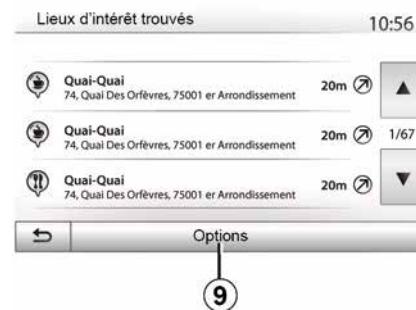 Lieux d'intérêt trouvés
10:56
Quai-Quai
74, Quai Des Orfèvres, 75001 er Arrondissement
20m
Quai-Quai
74, Quai Des Orfèvres, 75001 er Arrondissement
20m
1/67
Quai-Quai
74, Quai Des Orfèvres, 75001 er Arrondissement
20m
Options
9